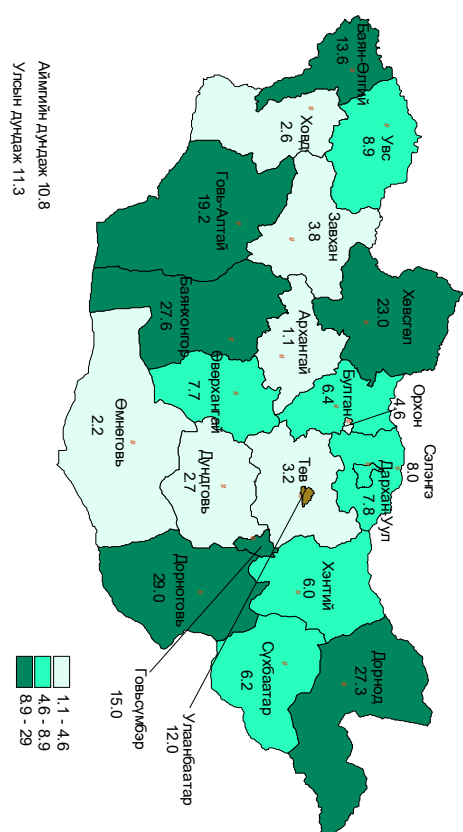 Баян-Өлгий
13.6
Увс
8.9
Ховд
2.6
Завхан
3.8
Говь-Алтай
19.2
Хөвсгөл
23.0
Баянхонгор
27.6
Архангай
1.1
Өвөрхангай
7.7
Булган
6.4
Орхон
4.6
Сэлэнгэ
8.0
Дархан-Уул
7.8
Төв
3.2
Өмнөговь
2.2
Дундговь
2.7
Дорноговь
29.0
Хэнтий
6.0
Сүхбаатар
6.2
Дорнод
27.3
Улаанбаатар
12.0
Говьсүмбэр
15.0
Аймгийн дундаж 10.8
Улсын дундаж 11.3
1.1 - 4.6
4.6 - 8.9
8.9 - 29